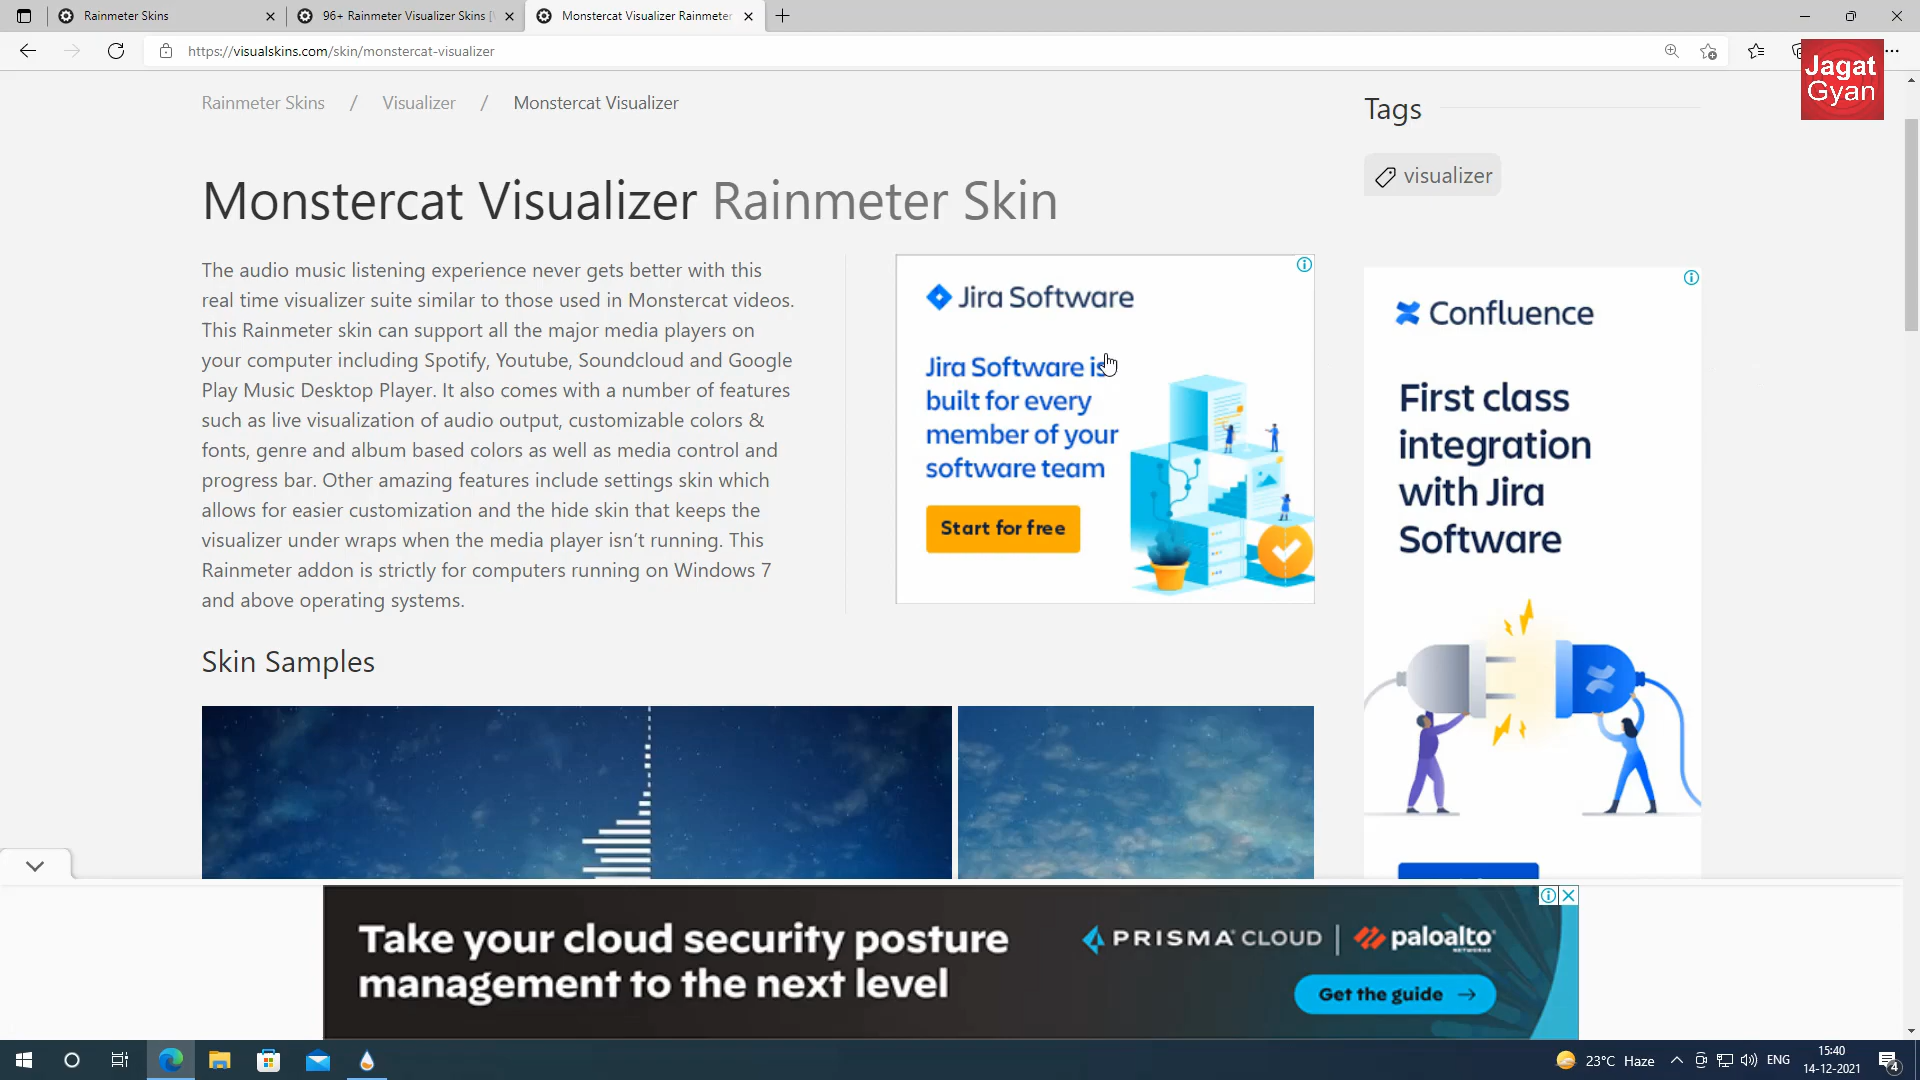 Rainmeter Skins
96+ Rainmeter Visualizer Skins [
Monstercat Visualizer Rainmeter
https://visualskins.com/skin/monstercat-visualizer
Jagat
Gyan
Rainmeter Skins / Visualizer / Monstercat Visualizer
Tags
visualizer
Monstercat Visualizer Rainmeter Skin
The audio music listening experience never gets better with this
real time visualizer suite similar to those used in Monstercat videos.
This Rainmeter skin can support all the major media players on
your computer including Spotify, Youtube, Soundcloud and Google
Play Music Desktop Player. It also comes with a number of features
such as live visualization of audio output, customizable colors &
fonts, genre and album based colors as well as media control and
progress bar. Other amazing features include settings skin which
allows for easier customization and the hide skin that keeps the
visualizer under wraps when the media player isn't running. This
Rainmeter addon is strictly for computers running on Windows 7
and above operating systems.
Jira Software
Jira Software is
built for every
member of your
software team
Start for free
Confluence
First class
integration
with Jira
Software
Skin Samples
Take your cloud security posture
management to the next level
PRISMA CLOUD | paloalto
NETWORKS
Get the guide →
23°C Haze
ENG
15:40
14-12-2021
4